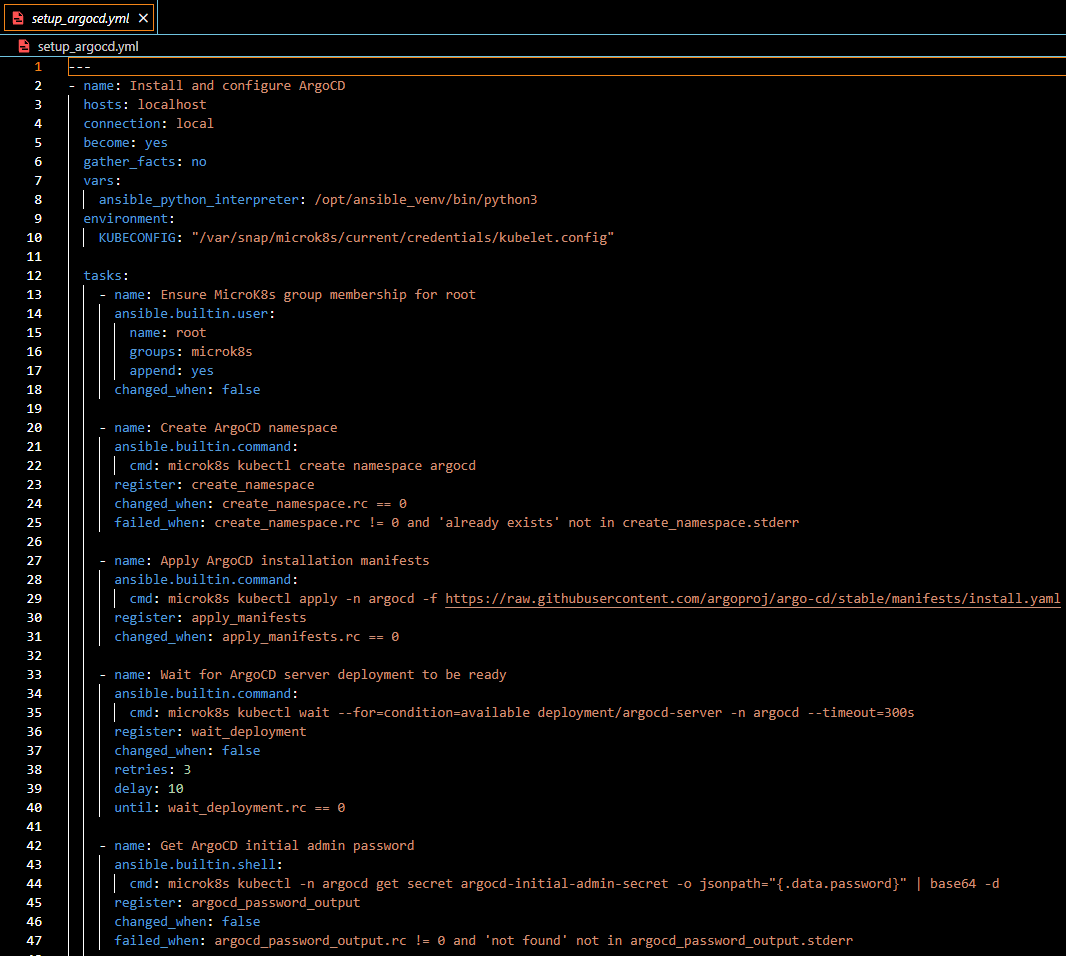 setup_argocd.yml ×
setup_argocd.yml
1 ---
2 - name: Install and configure ArgoCD
3   hosts: localhost
4   connection: local
5   become: yes
6   gather_facts: no
7   vars:
8     ansible_python_interpreter: /opt/ansible_venv/bin/python3
9   environment:
10     KUBECONFIG: "/var/snap/microk8s/current/credentials/kubelet.config"
11
12   tasks:
13     - name: Ensure MicroK8s group membership for root
14       ansible.builtin.user:
15         name: root
16         groups: microk8s
17         append: yes
18       changed_when: false
19
20     - name: Create ArgoCD namespace
21       ansible.builtin.command:
22         cmd: microk8s kubectl create namespace argocd
23       register: create_namespace
24       changed_when: create_namespace.rc == 0
25       failed_when: create_namespace.rc != 0 and 'already exists' not in create_namespace.stderr
26
27     - name: Apply ArgoCD installation manifests
28       ansible.builtin.command:
29         cmd: microk8s kubectl apply -n argocd -f https://raw.githubusercontent.com/argoproj/argo-cd/stable/manifests/install.yaml
30       register: apply_manifests
31       changed_when: apply_manifests.rc == 0
32
33     - name: Wait for ArgoCD server deployment to be ready
34       ansible.builtin.command:
35         cmd: microk8s kubectl wait --for=condition=available deployment/argocd-server -n argocd --timeout=300s
36       register: wait_deployment
37       changed_when: false
38       retries: 3
39       delay: 10
40       until: wait_deployment.rc == 0
41
42     - name: Get ArgoCD initial admin password
43       ansible.builtin.shell:
44         cmd: microk8s kubectl -n argocd get secret argocd-initial-admin-secret -o jsonpath="{.data.password}" | base64 -d
45       register: argocd_password_output
46       changed_when: false
47       failed_when: argocd_password_output.rc != 0 and 'not found' not in argocd_password_output.stderr